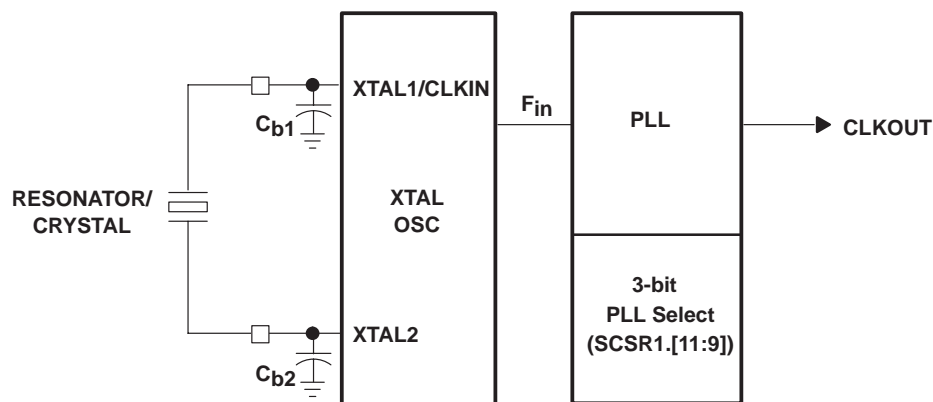 XTAL1/CLKIN
Cb1
Fin
PLL
CLKOUT
RESONATOR/
CRYSTAL
XTAL
OSC
3-bit
PLL Select
(SCSR1.[11:9])
XTAL2
Cb2